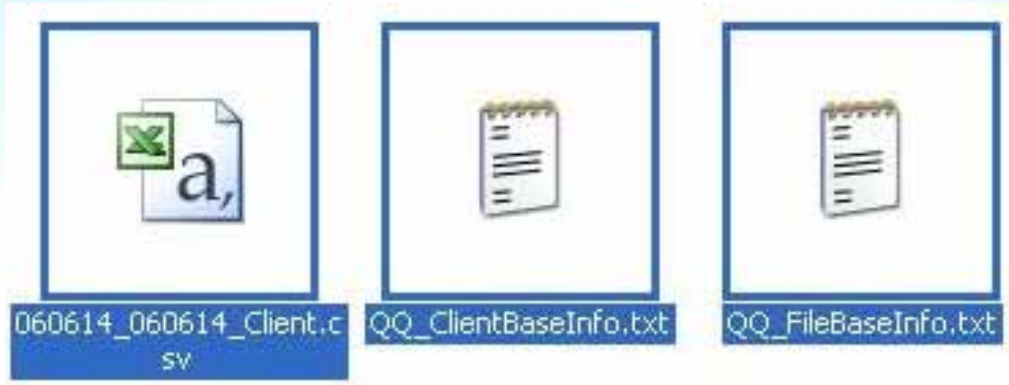 a,
060614_060614_Client.c
sv
QQ_ClientBaseInfo.txt
QQ_FileBaseInfo.txt